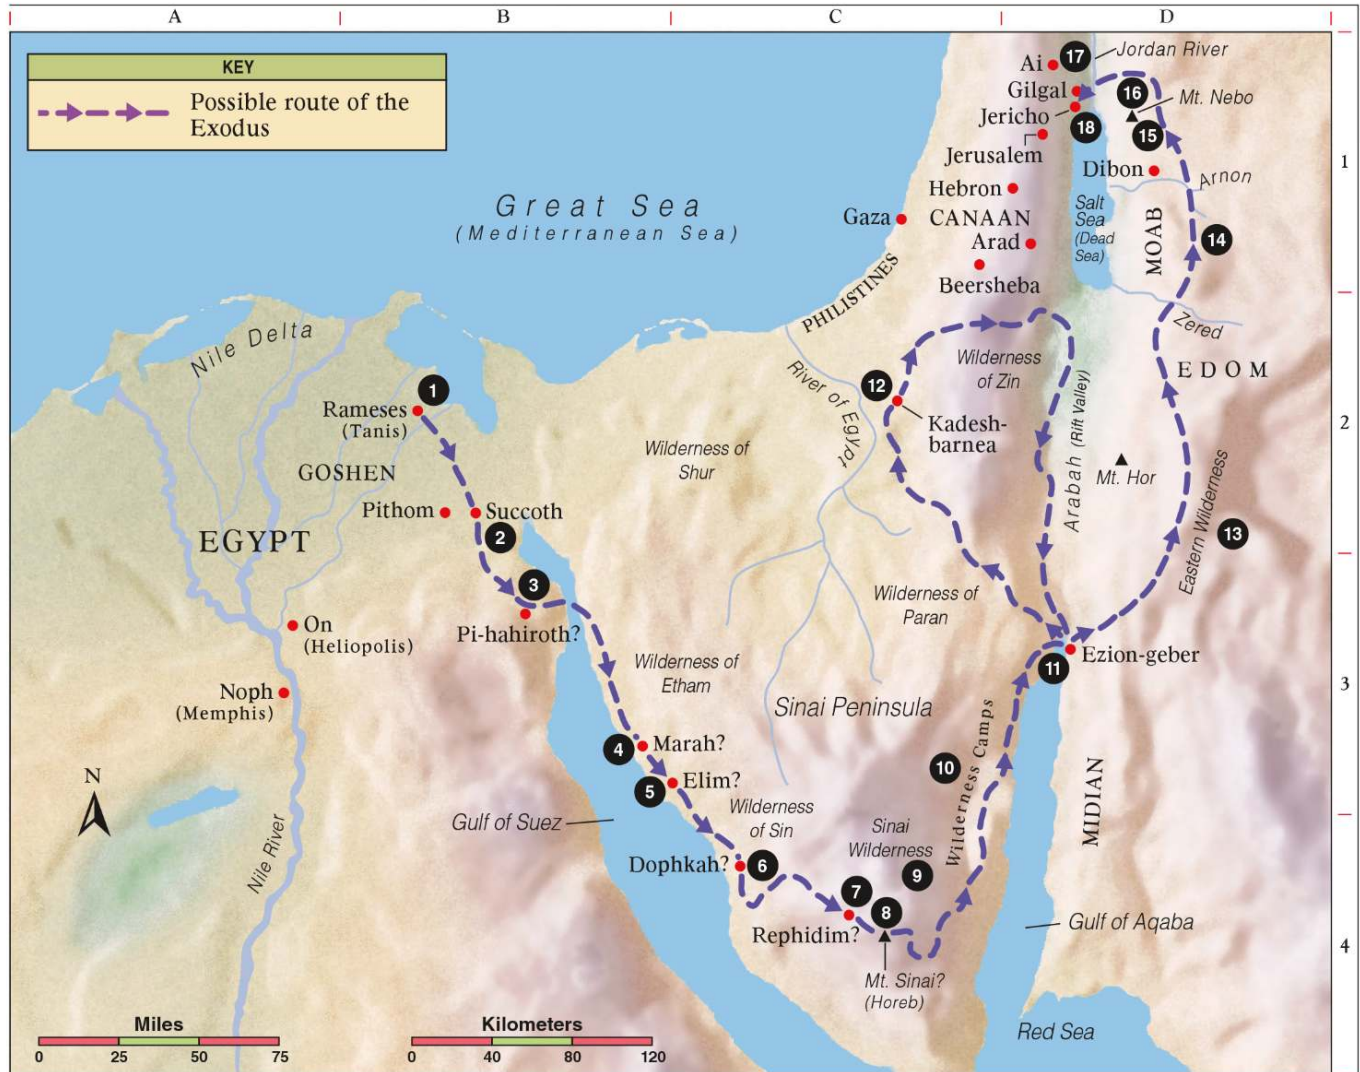 A
B
C
D
KEY
Possible route of the
Exodus
Jordan River
Ai
17
Gilgal
16
Mt. Nebo
Jericho
18
15
Jerusalem
1
Dibon
Arnon
Hebron
Great Sea
(Mediterranean Sea)
Gaza
CANAAN
Salt
Sea
(Dead
Sea)
MOAB
14
Arad
Beersheba
PHILISTINES
Zered
Nile Delta
Wilderness
of Zin
EDOM
1
12
River of Egypt
Rameses
(Tanis)
Kadesh-
barnea
Arabah (Rift Valley)
2
Wilderness of
Shur
Mt. Hor
GOSHEN
Pithom
Succoth
EGYPT
2
Eastern Wilderness
13
3
Wilderness of
Paran
On
(Heliopolis)
Pi-hahiroth?
Ezion-geber
11
Wilderness of
Etham
Noph
(Memphis)
Sinai Peninsula
3
4
Marah?
Wilderness Camps
10
MIDIAN
N
5
Elim?
Gulf of Suez
Wilderness
of Sin
Sinai
Wilderness
Nile River
Dophkah?
6
9
7
8
Rephidim?
Gulf of Aqaba
4
Mt. Sinai?
(Horeb)
Red Sea
Miles
0 25 50 75
Kilometers
0 40 80 120